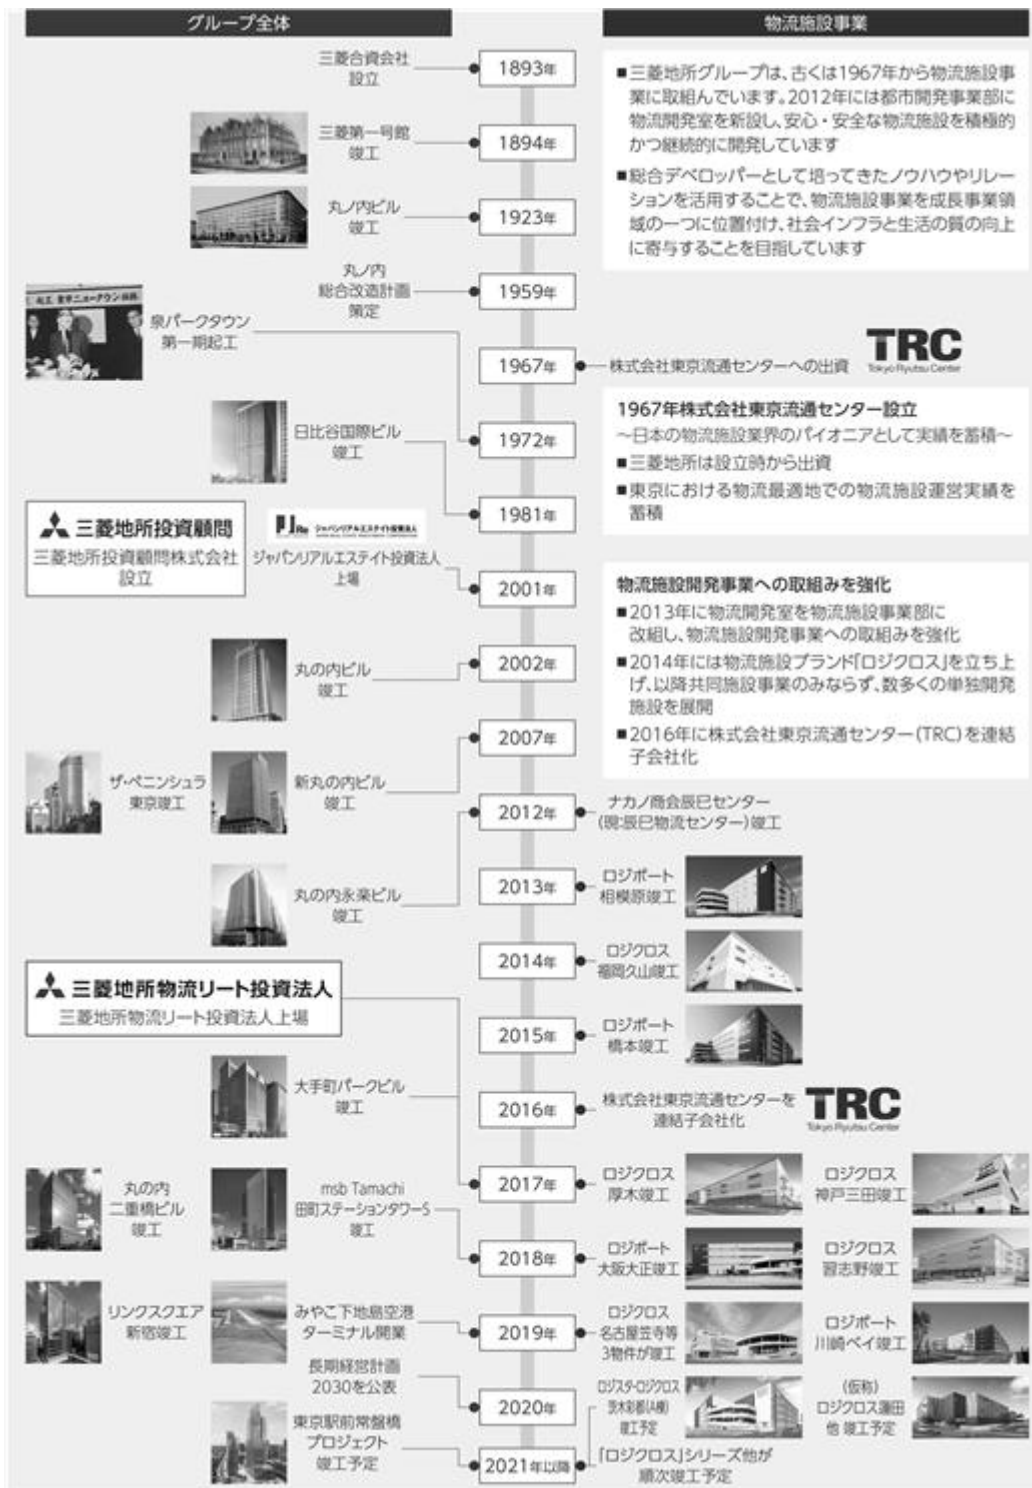 グループ全体
三菱合資会社
設立
1893年
三菱第一号館
竣工
1894年
丸ノ内ビル
竣工
1923年
丸ノ内
総合改造計画
策定
1959年
泉パークタウン
第一期起工
1967年
日比谷国際ビル
竣工
1972年
1981年
三菱地所投資顧問
三菱地所投資顧問株式会社
設立
ジャパンリアルエステイト投資法人
ジャパンリアルエステイト投資法人
上場
2001年
丸の内ビル
竣工
2002年
2007年
ザ・ペニンシュラ
東京竣工
新丸の内ビル
竣工
2012年
丸の内永楽ビル
竣工
2013年
2014年
三菱地所物流リート投資法人
三菱地所物流リート投資法人上場
2015年
大手町パークビル
竣工
2016年
2017年
丸の内
二重橋ビル
竣工
msb Tamachi
田町ステーションタワーS
竣工
2018年
リンクスクエア
新宿竣工
みやこ下地島空港
ターミナル開業
2019年
長期経営計画
2030を公表
2020年
東京駅前常盤橋
プロジェクト
竣工予定
2021年以降
物流施設事業
■三菱地所グループは、古くは1967年から物流施設事
業に取組んでいます。2012年には都市開発事業部に
物流開発室を新設し、安心・安全な物流施設を積極的
かつ継続的に開発しています
■総合デベロッパーとして培ってきたノウハウやリレー
ションを活用することで、物流施設事業を成長事業領
域の一つに位置付け、社会インフラと生活の質の向上
に寄与することを目指しています
株式会社東京流通センターへの出資
TRC
Tokyo Ryutsu Center
1967年株式会社東京流通センター設立
～日本の物流施設業界のパイオニアとして実績を蓄積～
■三菱地所は設立時から出資
■東京における物流最適地での物流施設運営実績を
蓄積
物流施設開発事業への取組みを強化
■2013年に物流開発室を物流施設事業部に
改組し、物流施設開発事業への取組みを強化
■2014年には物流施設ブランド「ロジクロス」を立ち上
げ、以降共同施設事業のみならず、数多くの単独開発
施設を展開
■2016年に株式会社東京流通センター(TRC)を連結
子会社化
ナカノ商会辰巳センター
(現:辰巳物流センター)竣工
ロジポート
相模原竣工
ロジクロス
福岡久山竣工
ロジポート
橋本竣工
株式会社東京流通センターを
連結子会社化
TRC
Tokyo Ryutsu Center
ロジクロス
厚木竣工
ロジクロス
神戸三田竣工
ロジポート
大阪大正竣工
ロジクロス
習志野竣工
ロジクロス
名古屋笠寺等
3物件が竣工
ロジポート
川崎ベイ竣工
ロジスタ・ロジクロス
茨木彩都(A棟)
竣工予定
(仮称)
ロジクロス蓮田
他 竣工予定
「ロジクロス」シリーズ他が
順次竣工予定